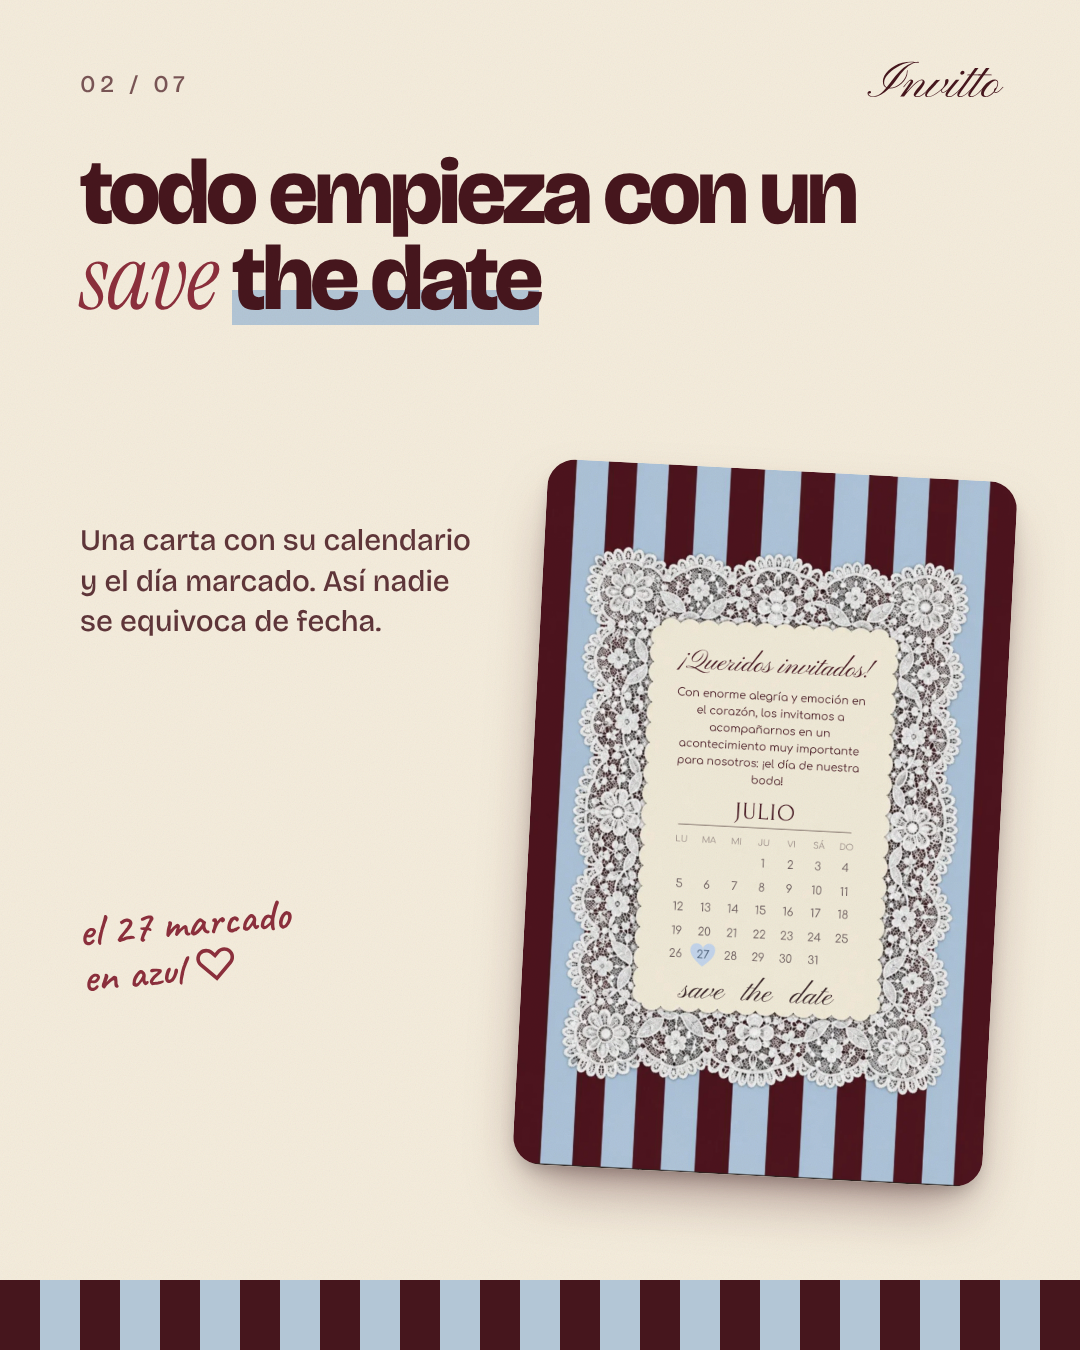 02 / 07
Invitto
todo empieza con un
save the date
Una carta con su calendario
y el día marcado. Así nadie
se equivoca de fecha.
¡Queridos invitados!
Con enorme alegría y emoción en
el corazón, los invitamos a
acompañarnos en un
acontecimiento muy importante
para nosotros: ¡el día de nuestra
boda!
JULIO
LU MA MI JU VI SÁ DO
1 2 3 4
5 6 7 8 9 10 11
12 13 14 15 16 17 18
19 20 21 22 23 24 25
26 27 28 29 30 31
save the date
el 27 marcado
en azul ♡